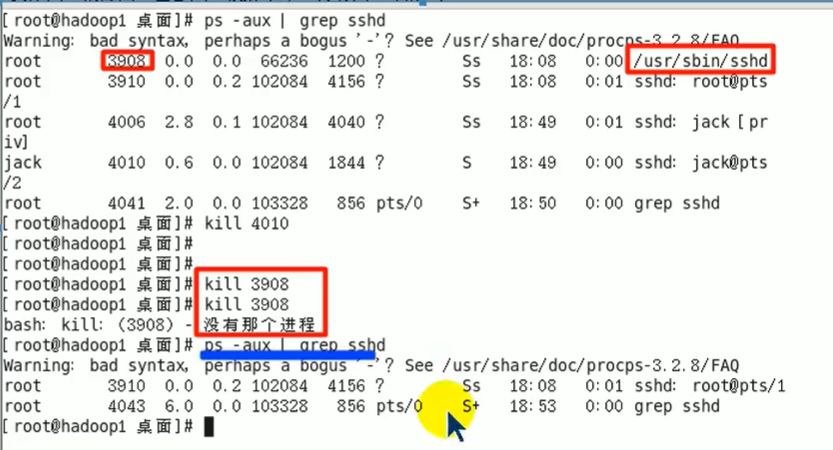 [root@hadoop1 桌面]# ps -aux | grep sshd
Warning: bad syntax, perhaps a bogus '-'? See /usr/share/doc/procps-3.2.8/FAQ
root 3908 0.0 0.0 66236 1200 ? Ss 18:08 0:00 /usr/sbin/sshd
root 3910 0.0 0.2 102084 4156 ? Ss 18:08 0:01 sshd: root@pts
/1
root 4006 2.8 0.1 102084 4040 ? Ss 18:49 0:01 sshd: jack [pr
iv]
jack 4010 0.6 0.0 102084 1844 ? S 18:49 0:00 sshd: jack@pts
/2
root 4041 2.0 0.0 103328 856 pts/0 S+ 18:50 0:00 grep sshd
[root@hadoop1 桌面]# kill 4010
[root@hadoop1 桌面]#
[root@hadoop1 桌面]#
[root@hadoop1 桌面]# kill 3908
[root@hadoop1 桌面]# kill 3908
bash: kill: (3908) - 没有那个进程
[root@hadoop1 桌面]# ps -aux | grep sshd
Warning: bad syntax, perhaps a bogus '-'? See /usr/share/doc/procps-3.2.8/FAQ
root 3910 0.0 0.2 102084 4156 ? Ss 18:08 0:01 sshd: root@pts/1
root 4043 6.0 0.0 103328 856 pts/0 S+ 18:53 0:00 grep sshd
[root@hadoop1 桌面]#